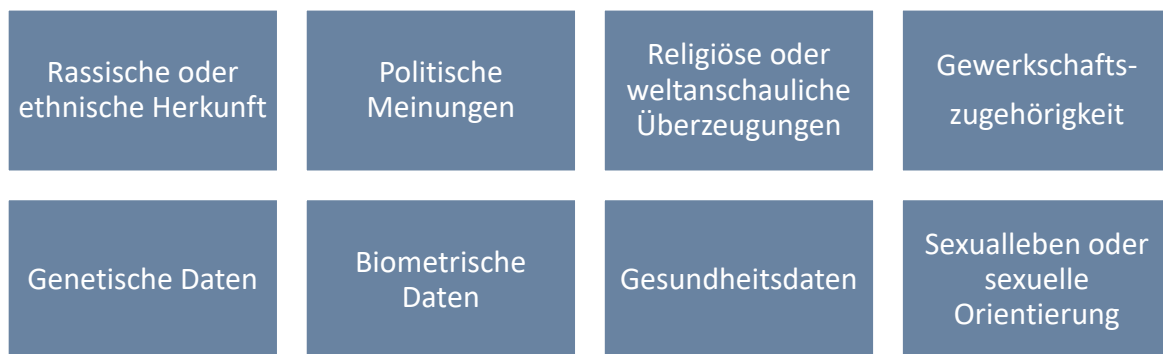 Rassische oder
ethnische Herkunft
Politische
Meinungen
Religiöse oder
weltanschauliche
Überzeugungen
Gewerkschafts-
zugehörigkeit
Genetische Daten
Biometrische
Daten
Gesundheitsdaten
Sexualleben oder
sexuelle
Orientierung